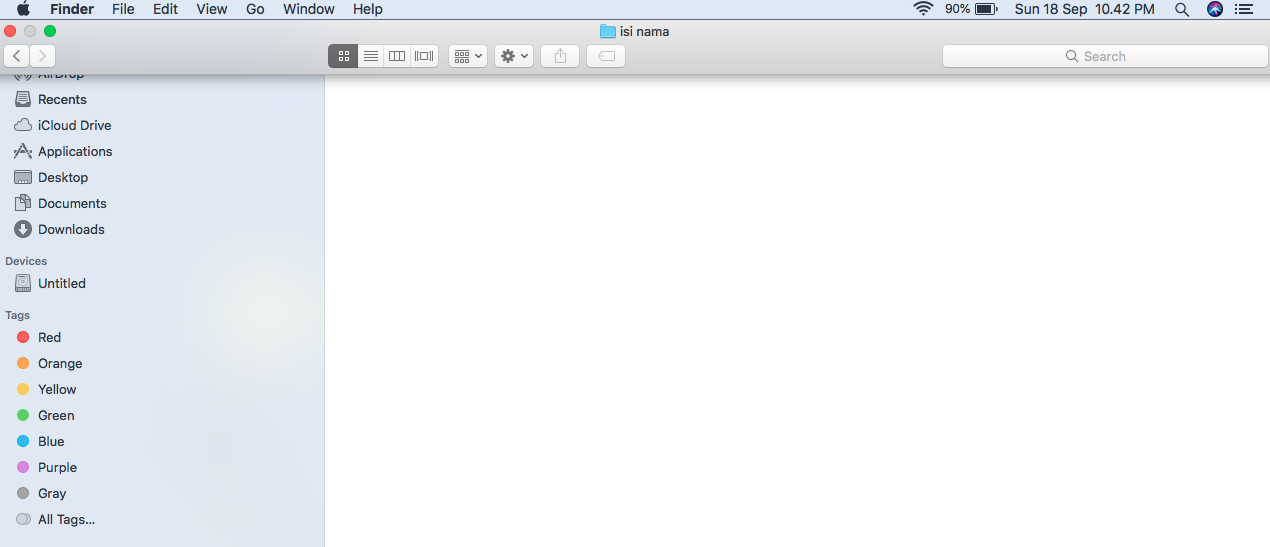 Finder File Edit View Go Window Help 90% Sun 18 Sep 10.42 PM
isi nama
Search
AirDrop
Recents
iCloud Drive
Applications
Desktop
Documents
Downloads
Devices
Untitled
Tags
Red
Orange
Yellow
Green
Blue
Purple
Gray
All Tags...